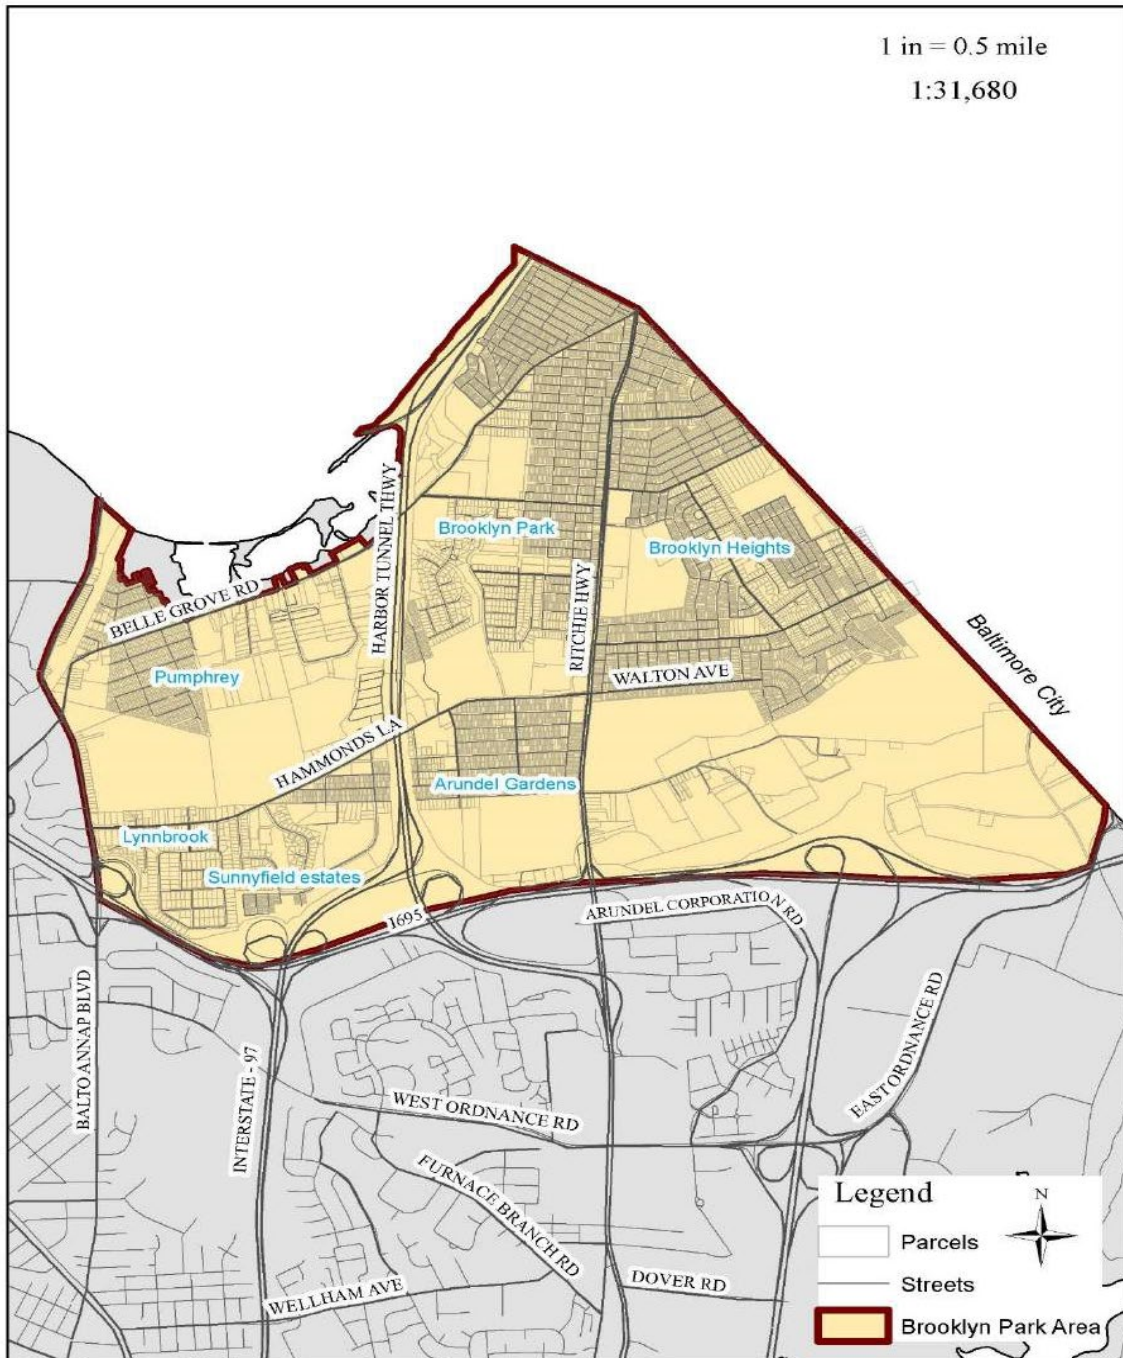 1 in = 0.5 mile
1:31,680
HARBOR TUNNEL THWY
Brooklyn Park
Brooklyn Heights
BELLE GROVE RD
RITCHIE HWY
Baltimore City
Pumphrey
WALTON AVE
HAMMONDS LA
Arundel Gardens
Lynnbrook
Sunnyfield estates
I695
ARUNDEL CORPORATION RD
BALTO ANNAP BLVD
INTERSTATE - 97
EAST ORDNANCE RD
WEST ORDNANCE RD
FURNACE BRANCH RD
WELLHAM AVE
DOVER RD
Legend
N
Parcels
Streets
Brooklyn Park Area